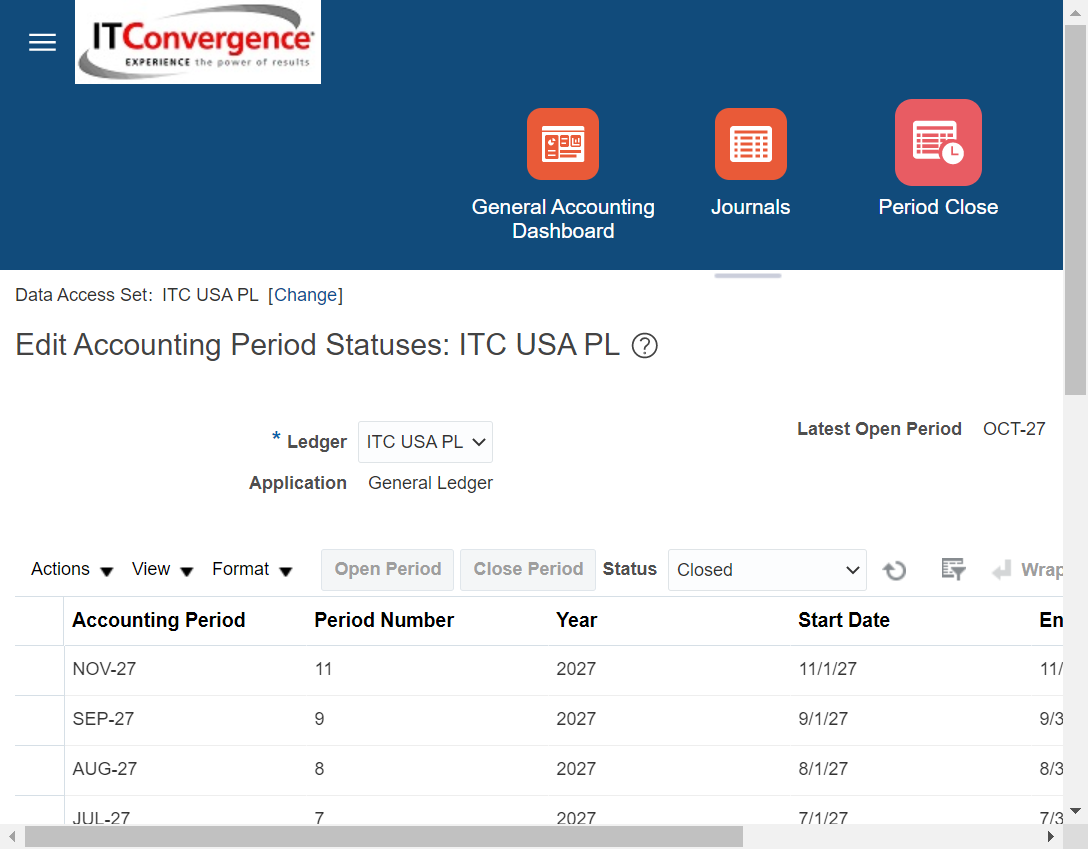 ITConvergence
EXPERIENCE the power of results
General Accounting Dashboard
Journals
Period Close
Data Access Set: ITC USA PL [Change]
Edit Accounting Period Statuses: ITC USA PL ?
* Ledger ITC USA PL
Latest Open Period OCT-27
Application General Ledger
Actions View Format Open Period Close Period Status Closed Wrap
Accounting Period Period Number Year Start Date En
NOV-27 11 2027 11/1/27 11/
SEP-27 9 2027 9/1/27 9/3
AUG-27 8 2027 8/1/27 8/3
JUL-27 7 2027 7/1/27 7/3